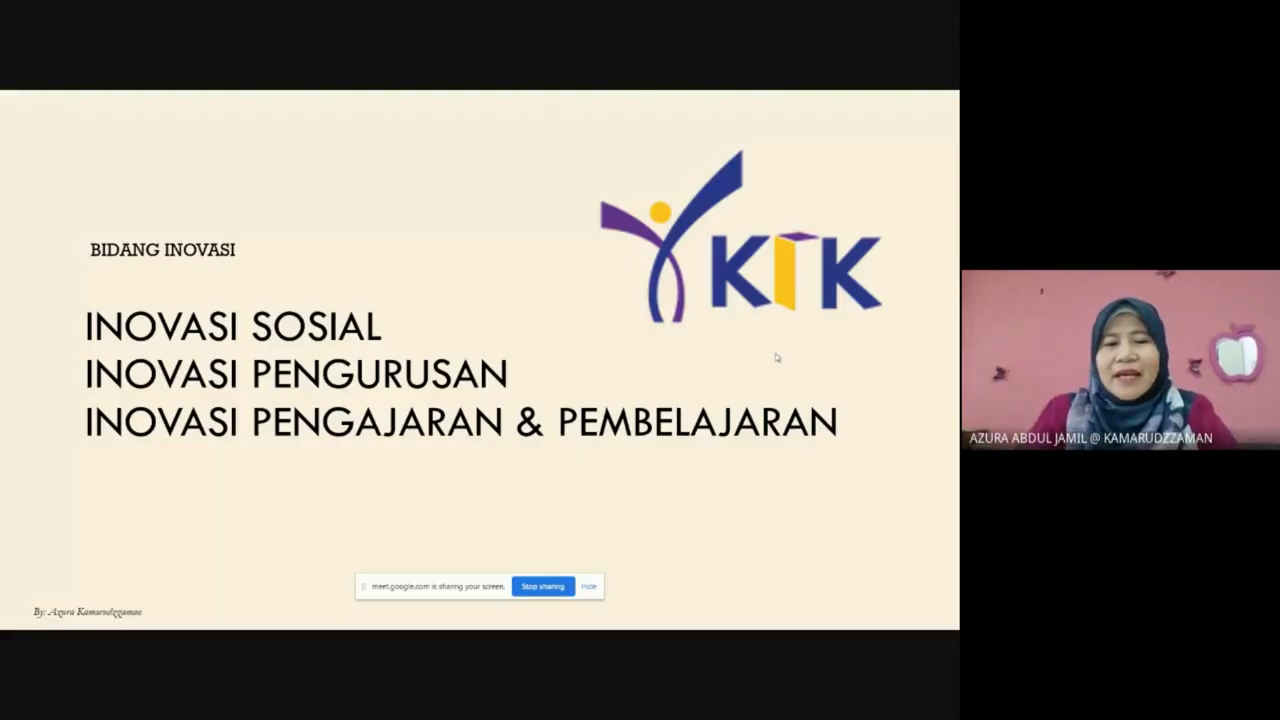 KIK
BIDANG INOVASI
INOVASI SOSIAL
INOVASI PENGURUSAN
INOVASI PENGAJARAN & PEMBELAJARAN
AZURA ABDUL JAMIL @ KAMARUDZZAMAN
meet.google.com is sharing your screen. Stop sharing Hide
By: Azura Kamarudzzaman